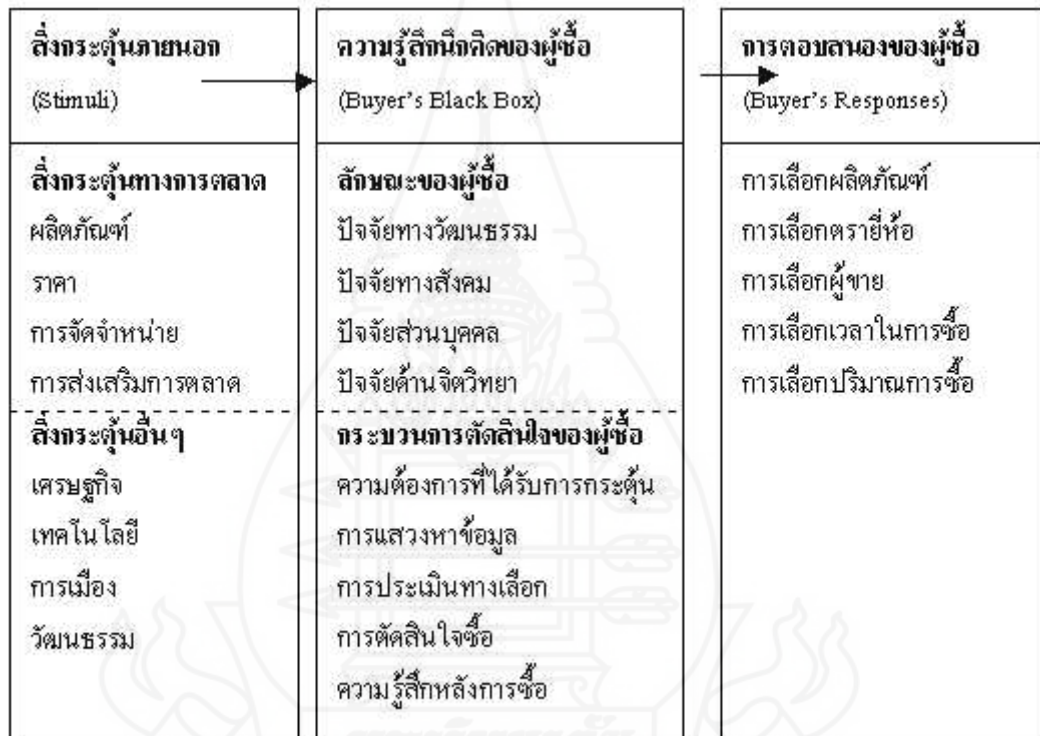 สิ่งกระตุ้นภายนอก
(Stimuli)
ความรู้สึกนึกคิดของผู้ซื้อ
(Buyer's Black Box)
การตอบสนองของผู้ซื้อ
(Buyer's Responses)
สิ่งกระตุ้นทางการตลาด
ผลิตภัณฑ์
ราคา
การจัดจำหน่าย
การส่งเสริมการตลาด
สิ่งกระตุ้นอื่นๆ
เศรษฐกิจ
เทคโนโลยี
การเมือง
วัฒนธรรม
ลักษณะของผู้ซื้อ
ปัจจัยทางวัฒนธรรม
ปัจจัยทางสังคม
ปัจจัยส่วนบุคคล
ปัจจัยด้านจิตวิทยา
กระบวนการตัดสินใจของผู้ซื้อ
ความต้องการที่ได้รับการกระตุ้น
การแสวงหาข้อมูล
การประเมินทางเลือก
การตัดสินใจซื้อ
ความรู้สึกหลังการซื้อ
การเลือกผลิตภัณฑ์
การเลือกตรายี่ห้อ
การเลือกผู้ขาย
การเลือกเวลาในการซื้อ
การเลือกปริมาณการซื้อ